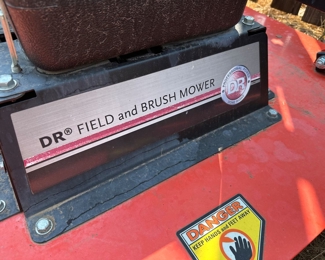 DR® FIELD and BRUSH MOWER
DR
DANGER
KEEP HANDS and FEET AWAY